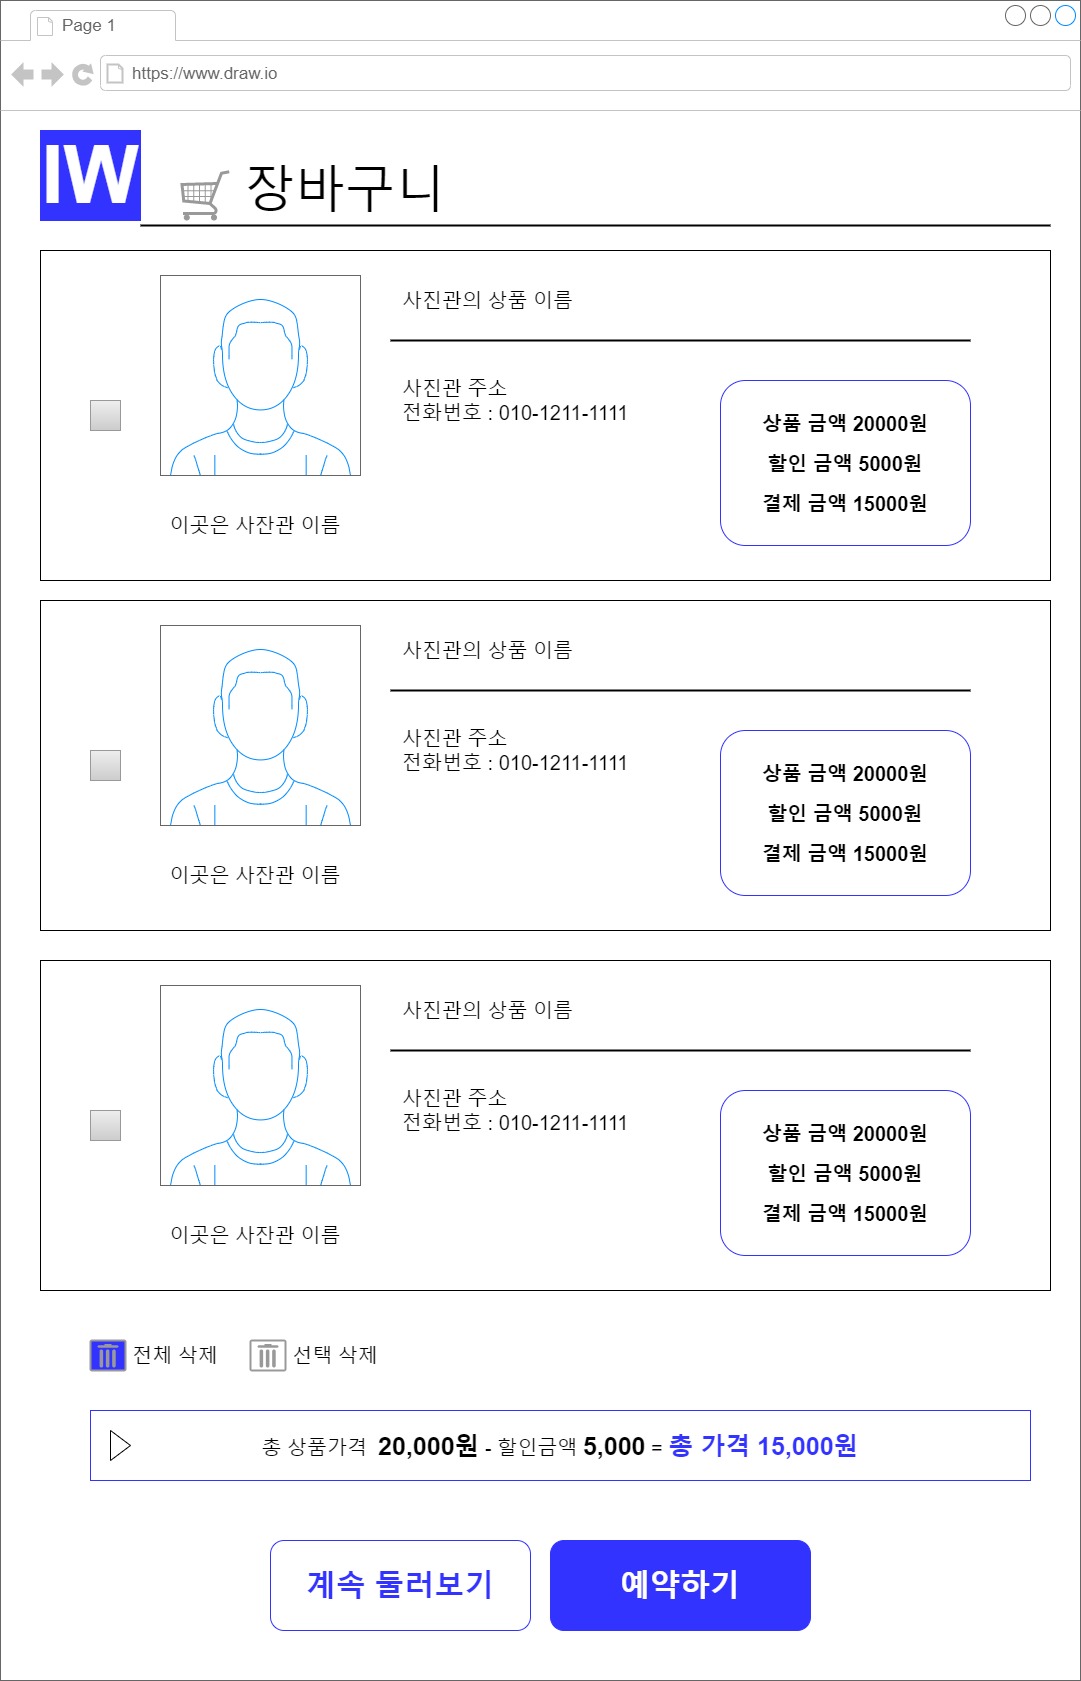 Page 1
https://www.draw.io
IW
장바구니
사진관의 상품 이름
사진관 주소
전화번호 : 010-1211-1111
상품 금액 20000원
할인 금액 5000원
결제 금액 15000원
이곳은 사잔관 이름
사진관의 상품 이름
사진관 주소
전화번호 : 010-1211-1111
상품 금액 20000원
할인 금액 5000원
결제 금액 15000원
이곳은 사잔관 이름
사진관의 상품 이름
사진관 주소
전화번호 : 010-1211-1111
상품 금액 20000원
할인 금액 5000원
결제 금액 15000원
이곳은 사잔관 이름
전체 삭제 선택 삭제
총 상품가격 20,000원 - 할인금액 5,000 = 총 가격 15,000원
계속 둘러보기 예약하기